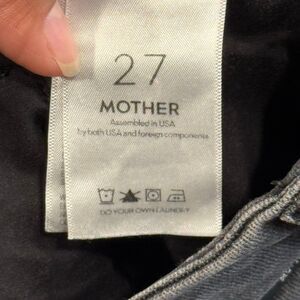 27
MOTHER
Assembled in USA
by both USA and foreign components
DO YOUR OWN LAUNDRY